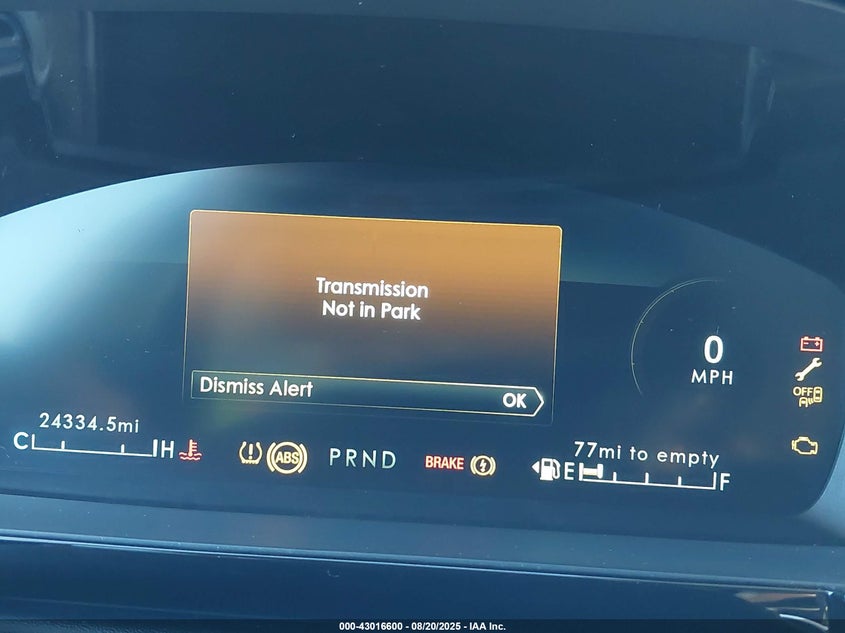 Transmission
Not in Park
Dismiss Alert OK
0
MPH
OFF
24334.5mi
C H
ABS
PRND
BRAKE
77mi to empty
E F
000-43016600 - 08/20/2025 - IAA Inc.